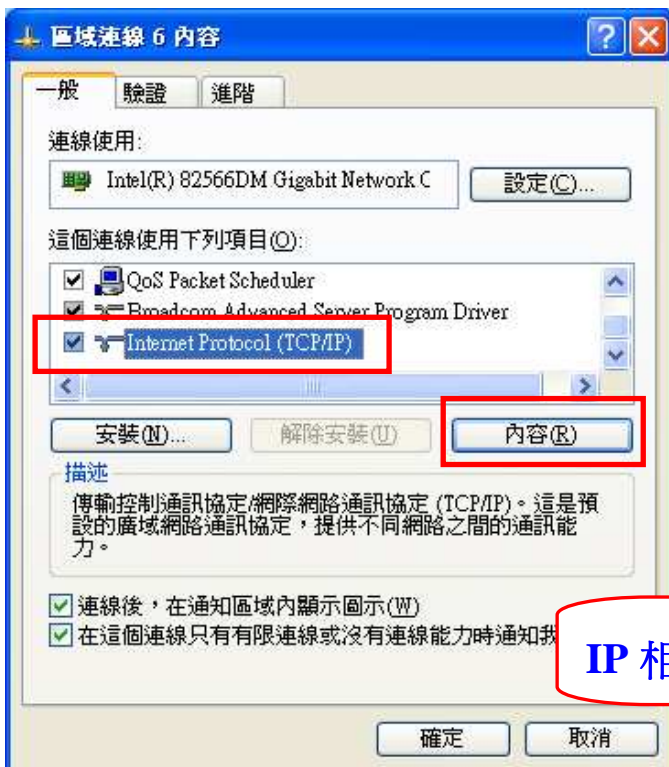 區域連線 6 內容
一般 驗證 進階
連線使用:
Intel(R) 82566DM Gigabit Network C 設定(C)...
這個連線使用下列項目(O):
QoS Packet Scheduler
Broadcom Advanced Server Program Driver
Internet Protocol (TCP/IP)
安裝(N)... 解除安裝(U) 內容(R)
描述
傳輸控制通訊協定/網際網路通訊協定 (TCP/IP)。這是預
設的廣域網路通訊協定，提供不同網路之間的通訊能
力。
連線後，在通知區域內顯示圖示(W)
在這個連線只有有限連線或沒有連線能力時通知我
IP 相
確定 取消